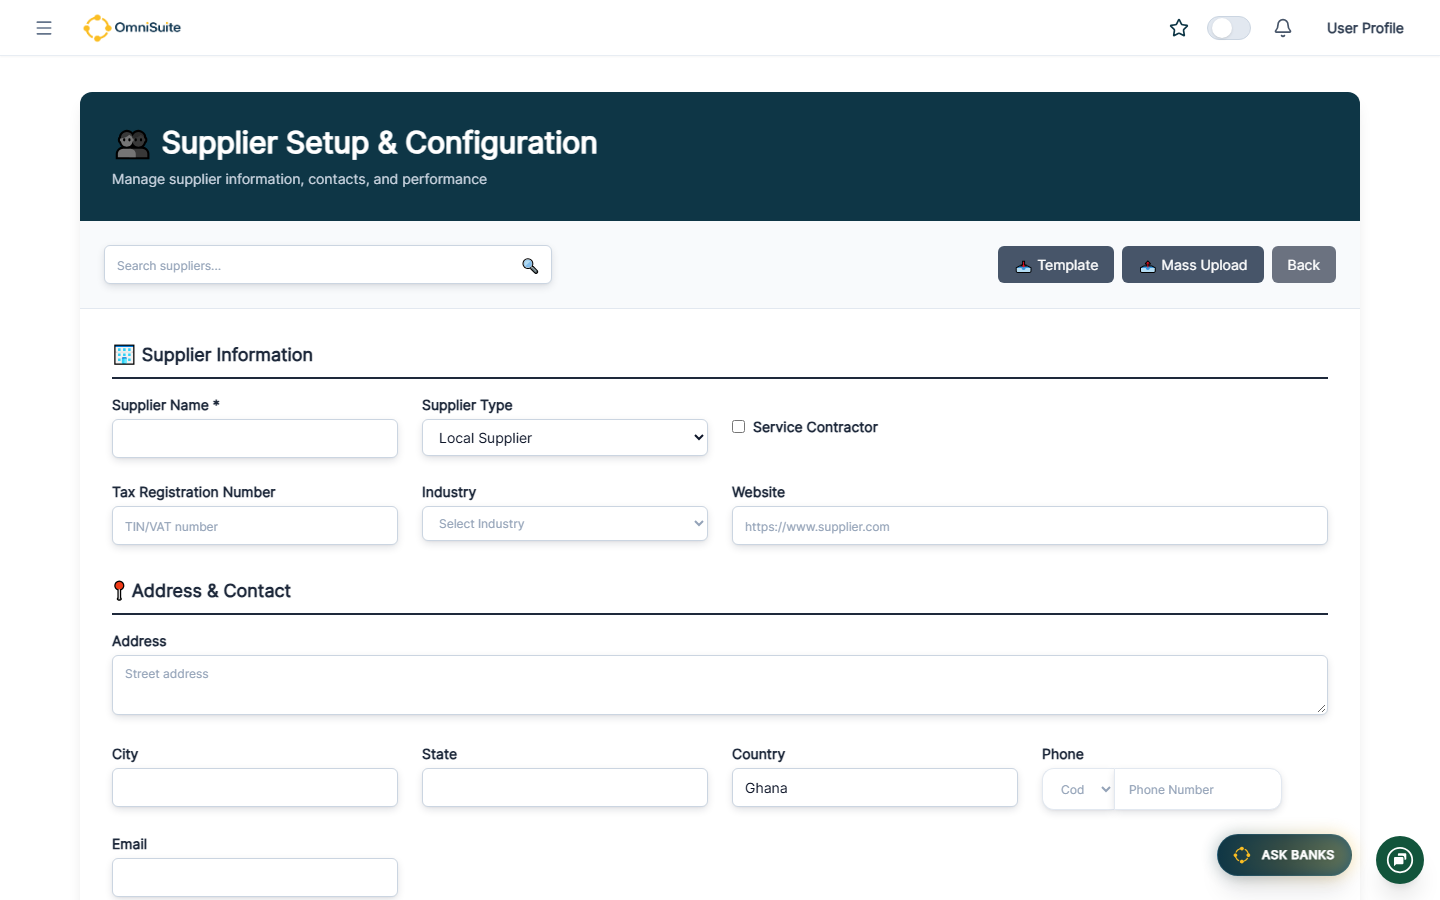 OmniSuite
User Profile
Supplier Setup & Configuration
Manage supplier information, contacts, and performance
Search suppliers...
Template
Mass Upload
Back
Supplier Information
Supplier Name *
Supplier Type
Local Supplier
Service Contractor
Tax Registration Number
Industry
Website
TIN/VAT number
Select Industry
https://www.supplier.com
Address & Contact
Address
Street address
City
State
Country
Phone
Ghana
Cod
Phone Number
Email
ASK BANKS